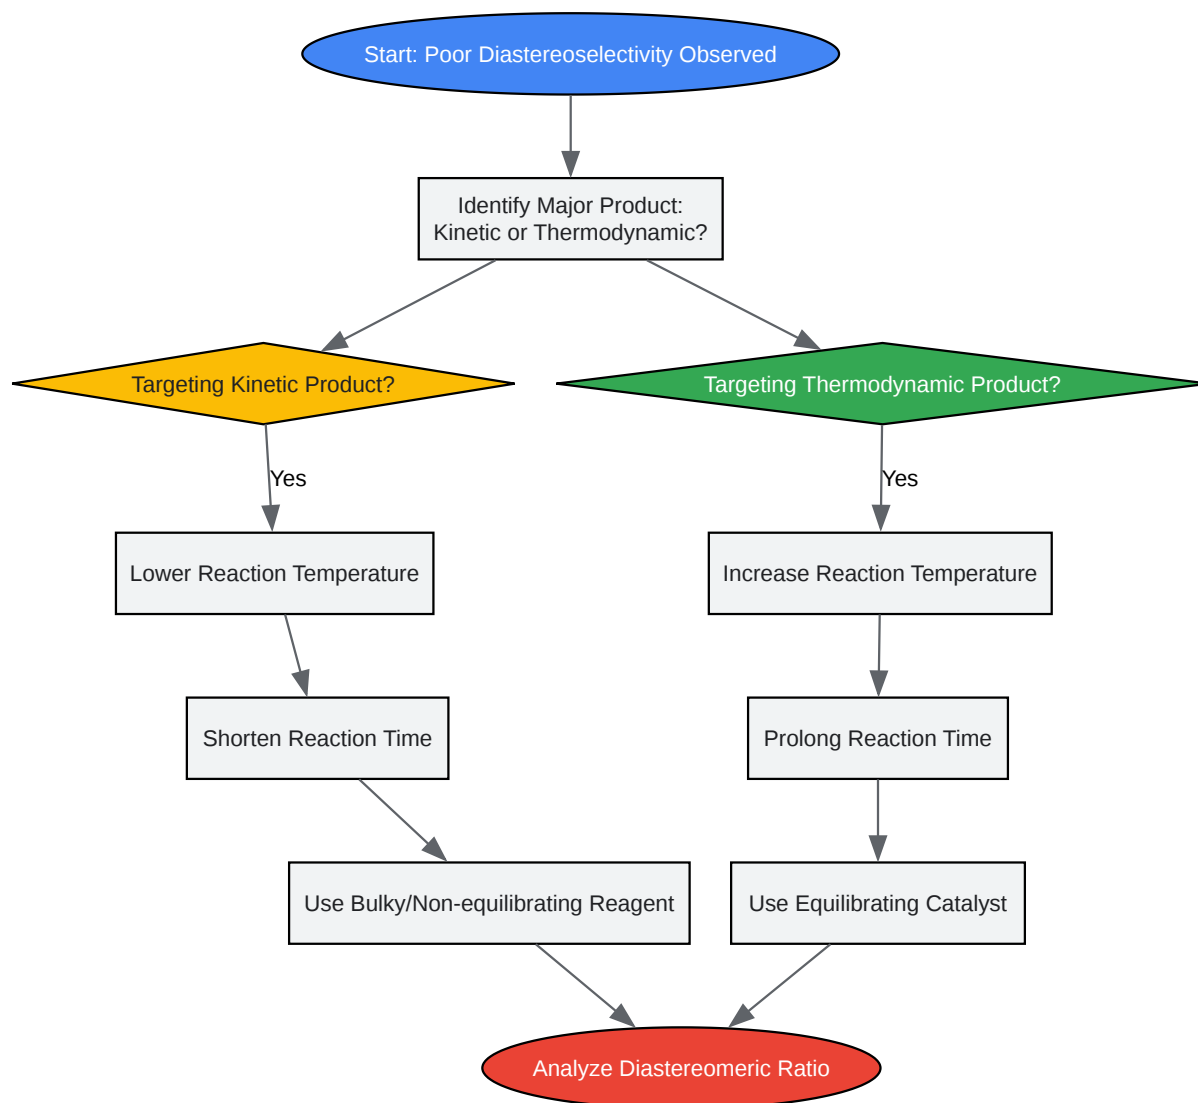 Start: Poor Diastereoselectivity Observed
Identify Major Product:
Kinetic or Thermodynamic?
Targeting Kinetic Product?
Targeting Thermodynamic Product?
Yes
Yes
Lower Reaction Temperature
Increase Reaction Temperature
Shorten Reaction Time
Prolong Reaction Time
Use Bulky/Non-equilibrating Reagent
Use Equilibrating Catalyst
Analyze Diastereomeric Ratio